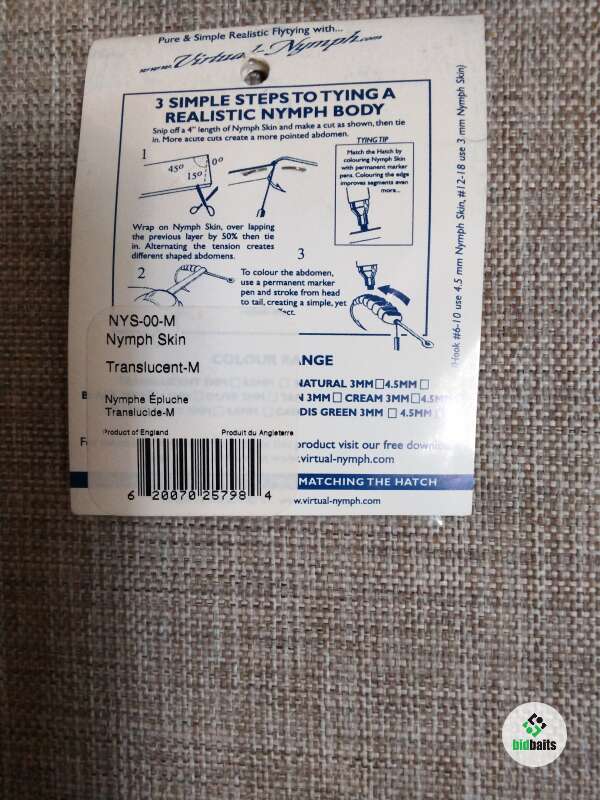 Pure & Simple Realistic Flytying with...
www.Virtual-Nymph.com
3 SIMPLE STEPS TO TYING A
REALISTIC NYMPH BODY
Snip off a 4" length of Nymph Skin and make a cut as shown, then tie
in. More acute cuts create a more pointed abdomen.
1
45°
15°
TYING TIP
Match the Hatch by
colouring Nymph Skin
with permanent marker
pens. Colouring the edge
improves segments even
more...
Wrap on Nymph Skin, over lapping
the previous layer by 50% then tie
in. Alternating the tension creates
different shaped abdomens.
2
3
To colour the abdomen,
use a permanent marker
pen and stroke from head
to tail, creating a simple, yet
Hook #6-10 use 4.5 mm Nymph Skin, #12-18 use 3 mm Nymph Skin)
NYS-00-M
Nymph Skin
Translucent-M
Nymphe Épluche
Translucide-M
Product of England
Produit du Angleterre
6 20070 25798 4
COLOUR RANGE
NATURAL 3MM 4.5MM
3MM CREAM 3MM 4.5MM
DIS GREEN 3MM 4.5MM
product visit our free
.virtual-nymph.com
MATCHING THE HATCH
w.virtual-nymph.com
bidbaits